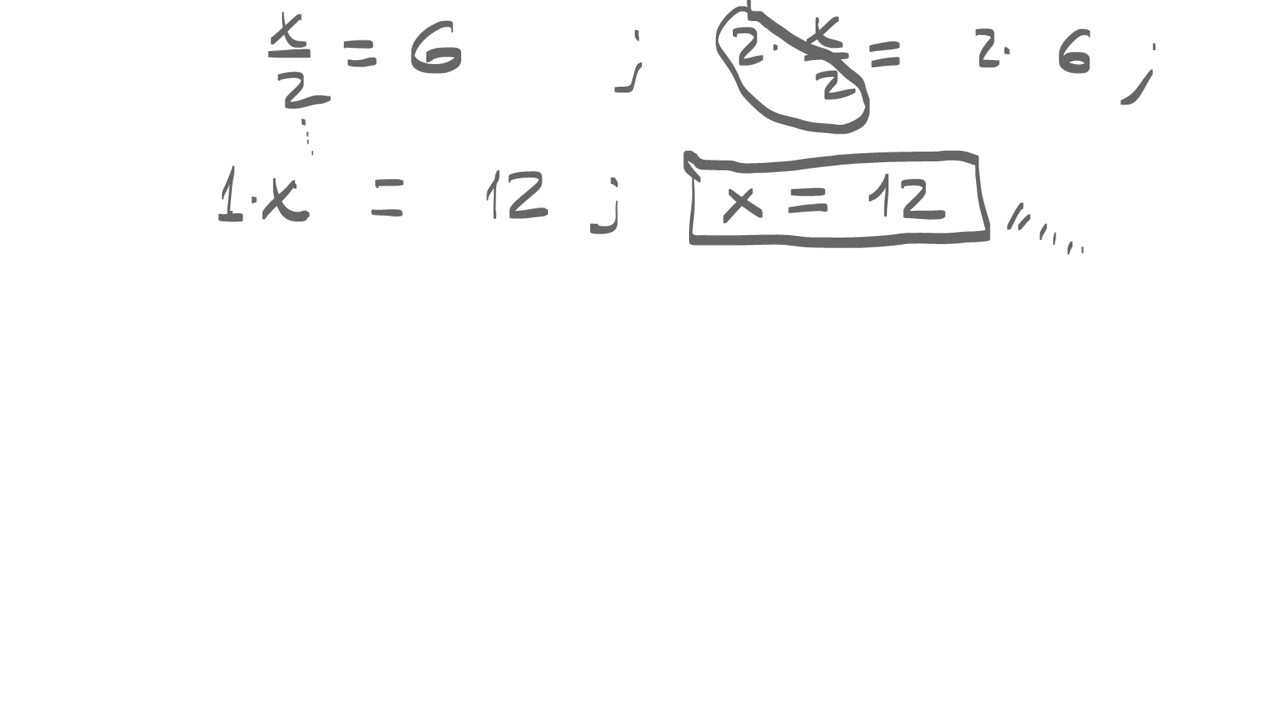 x/2 = 6 ; 2· x/2 = 2· 6 ;
1·x = 12 ; x = 12